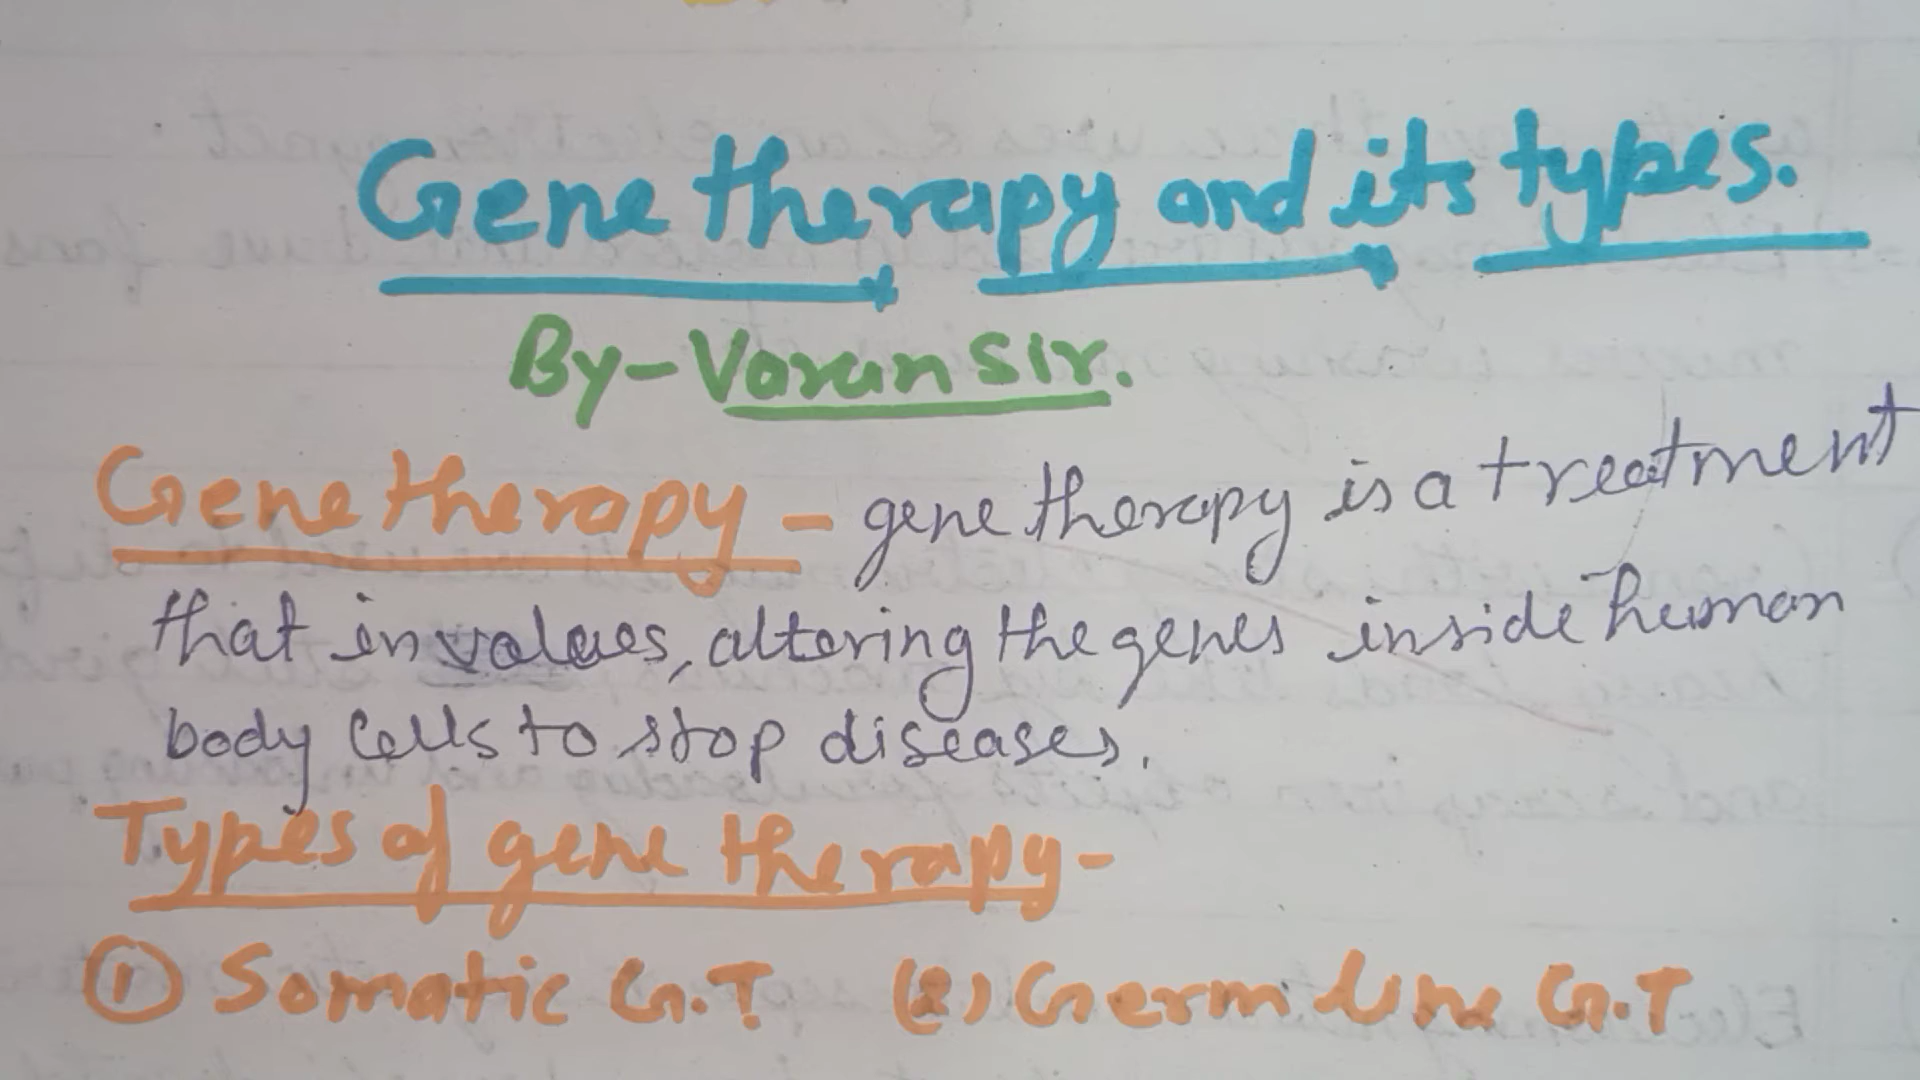 Gene therapy and its types.
By-Varun Sir.
Gene therapy - gene therapy is a treatment
that involves, altering the genes inside human
body Cells to stop diseases.
Types of gene therapy-
① Somatic G.T (2) Germ line G.T